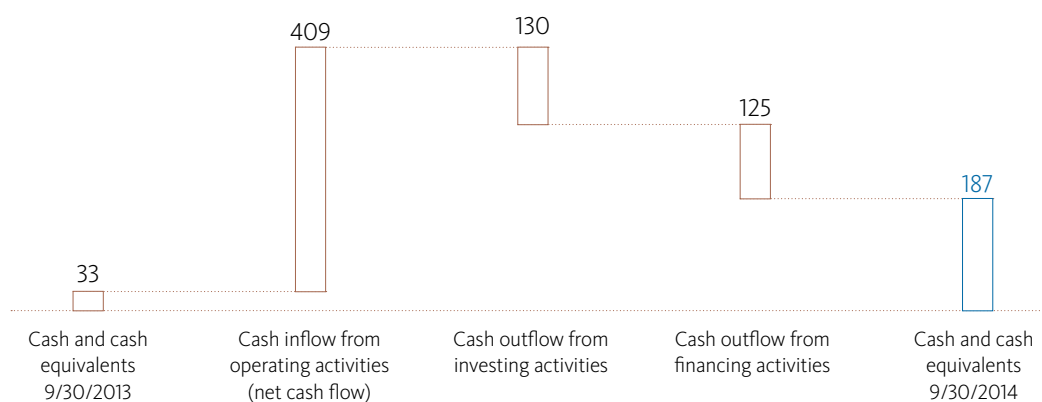 409
130
125
187
33
Cash and cash
equivalents
9/30/2013
Cash inflow from
operating activities
(net cash flow)
Cash outflow from
investing activities
Cash outflow from
financing activities
Cash and cash
equivalents
9/30/2014